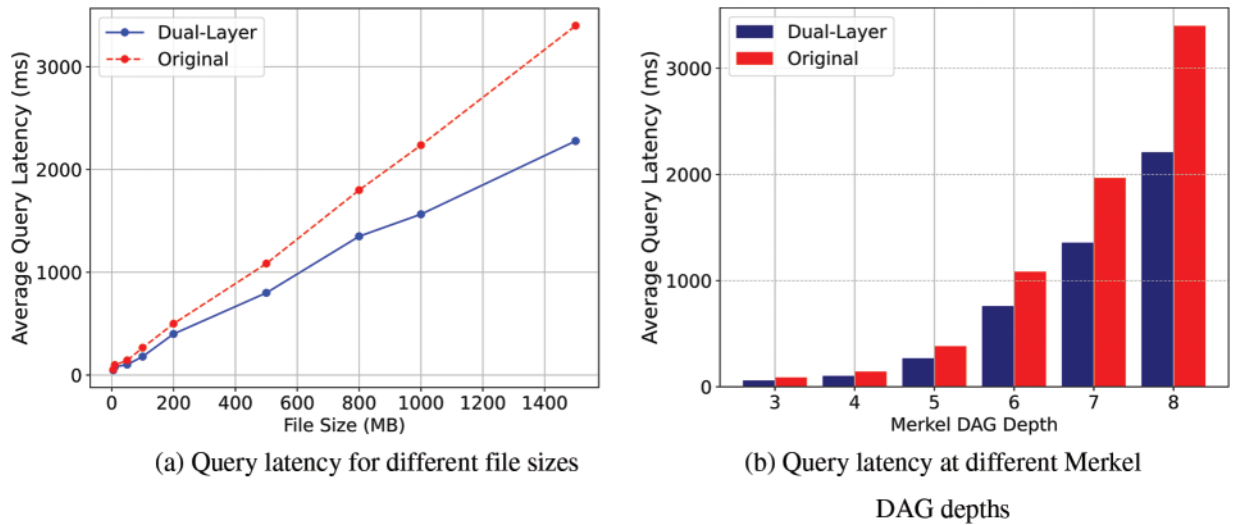 Dual-Layer
Original
Average Query Latency (ms)
3000
2000
1000
0
0 200 400 600 800 1000 1200 1400
File Size (MB)
(a) Query latency for different file sizes
Dual-Layer
Original
Average Query Latency (ms)
3000
2000
1000
0
3 4 5 6 7 8
Merkel DAG Depth
(b) Query latency at different Merkel
DAG depths